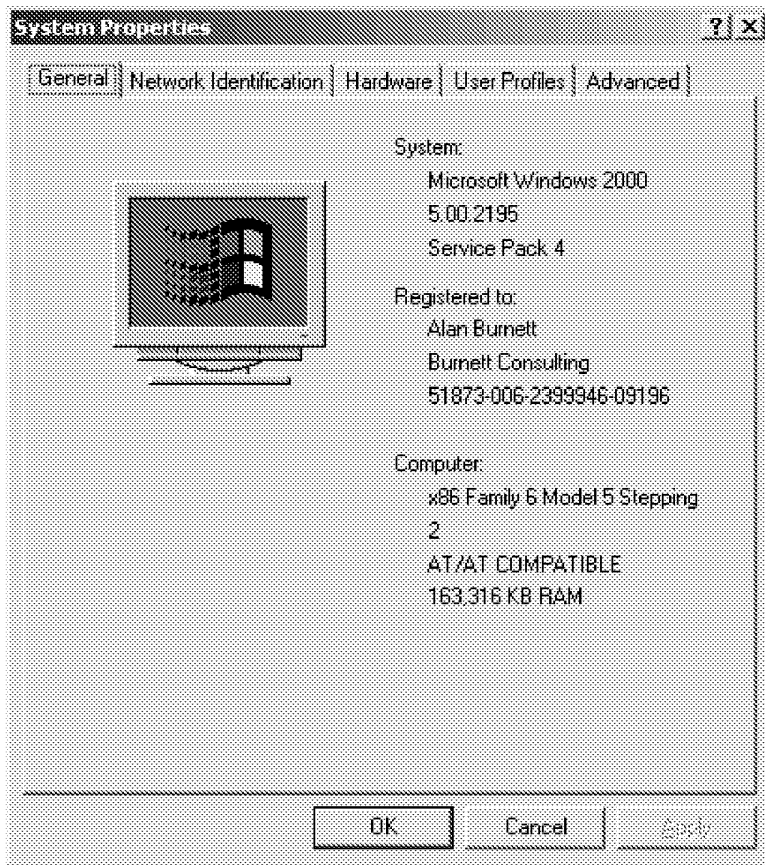 System Properties
? X
General Network Identification Hardware User Profiles Advanced
System:
Microsoft Windows 2000
5.00.2195
Service Pack 4
Registered to:
Alan Burnett
Burnett Consulting
51873-006-2399946-09196
Computer:
x86 Family 6 Model 5 Stepping
2
AT/AT COMPATIBLE
163,316 KB RAM
OK Cancel Apply